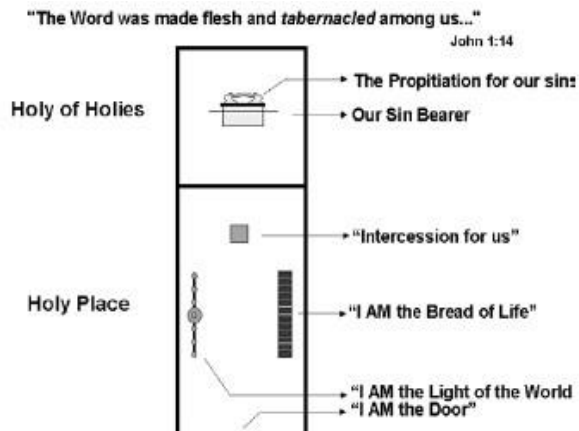 "The Word was made flesh and tabernacled among us..."
John 1:14
The Propitiation for our sins
Holy of Holies
Our Sin Bearer
"Intercession for us"
Holy Place
"I AM the Bread of Life"
"I AM the Light of the World
"I AM the Door"